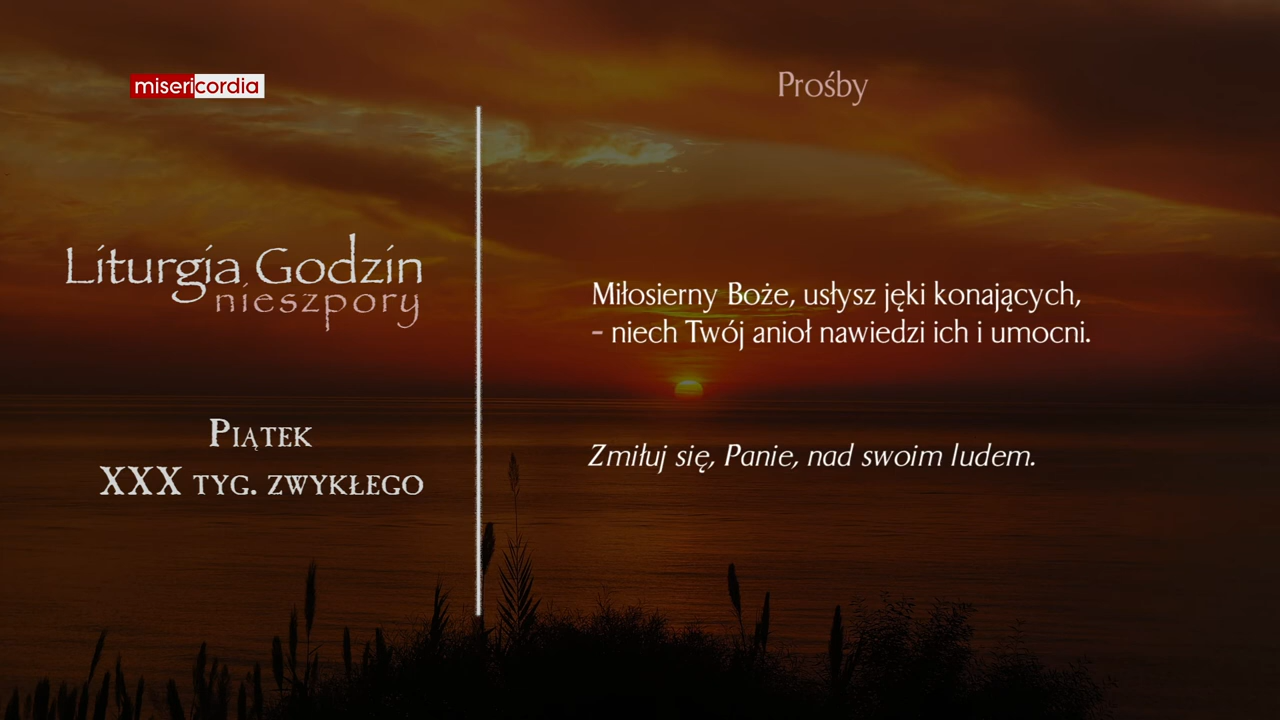 misericordia
Liturgia Godzin
nieszpory
Piątek
XXX tyg. zwykłego
Prośby
Miłosierny Boże, usłysz jęki konających,
- niech Twój anioł nawiedzi ich i umocni.
Zmiłuj się, Panie, nad swoim ludem.